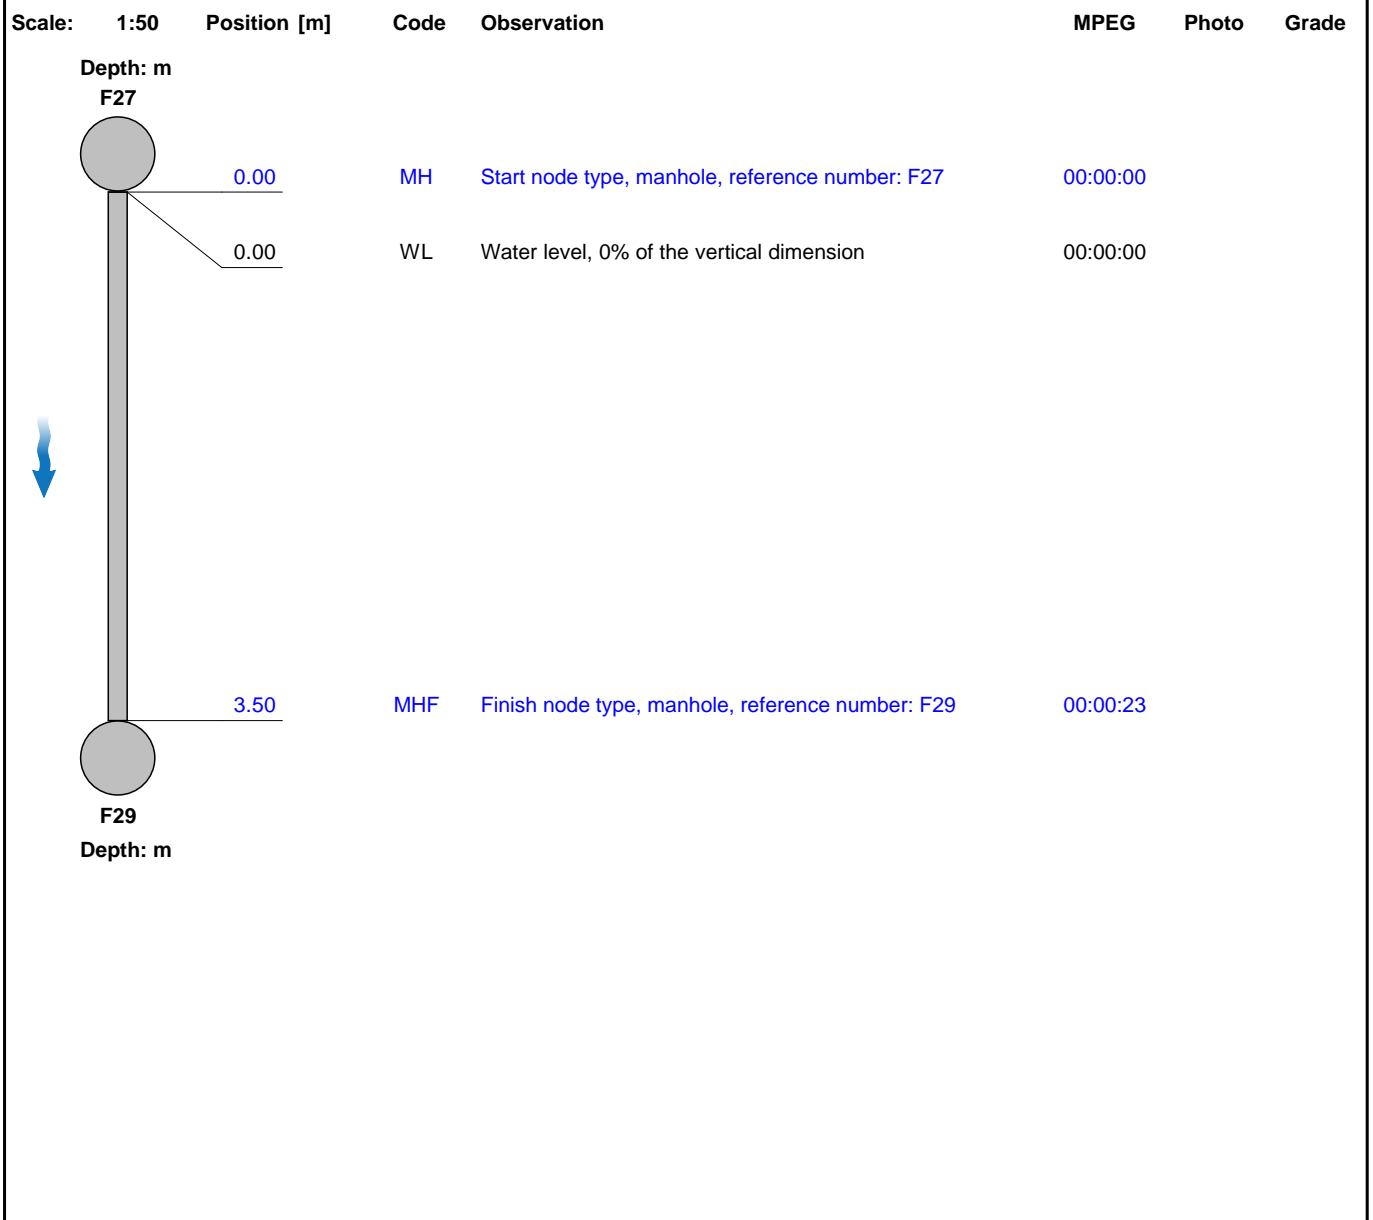 Scale: 1:50 Position [m] Code Observation MPEG Photo Grade
Depth: m
F27
0.00 MH Start node type, manhole, reference number: F27 00:00:00
0.00 WL Water level, 0% of the vertical dimension 00:00:00
3.50 MHF Finish node type, manhole, reference number: F29 00:00:23
F29
Depth: m